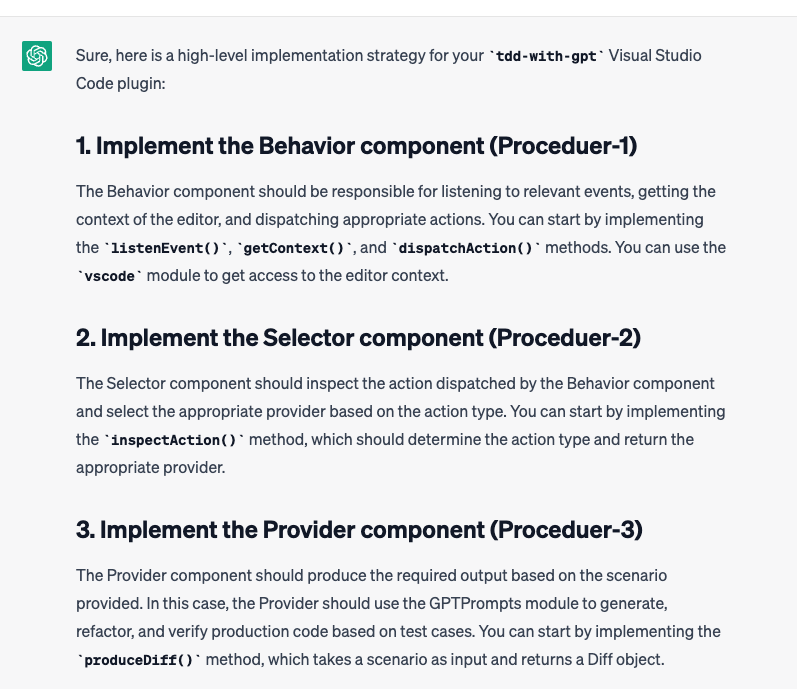 Sure, here is a high-level implementation strategy for your `tdd-with-gpt` Visual Studio
Code plugin:
1. Implement the Behavior component (Proceduer-1)
The Behavior component should be responsible for listening to relevant events, getting the
context of the editor, and dispatching appropriate actions. You can start by implementing
the `listenEvent()`, `getContext()`, and `dispatchAction()` methods. You can use the
`vscode` module to get access to the editor context.
2. Implement the Selector component (Proceduer-2)
The Selector component should inspect the action dispatched by the Behavior component
and select the appropriate provider based on the action type. You can start by implementing
the `inspectAction()` method, which should determine the action type and return the
appropriate provider.
3. Implement the Provider component (Proceduer-3)
The Provider component should produce the required output based on the scenario
provided. In this case, the Provider should use the GPTPrompts module to generate,
refactor, and verify production code based on test cases. You can start by implementing the
`produceDiff()` method, which takes a scenario as input and returns a Diff object.